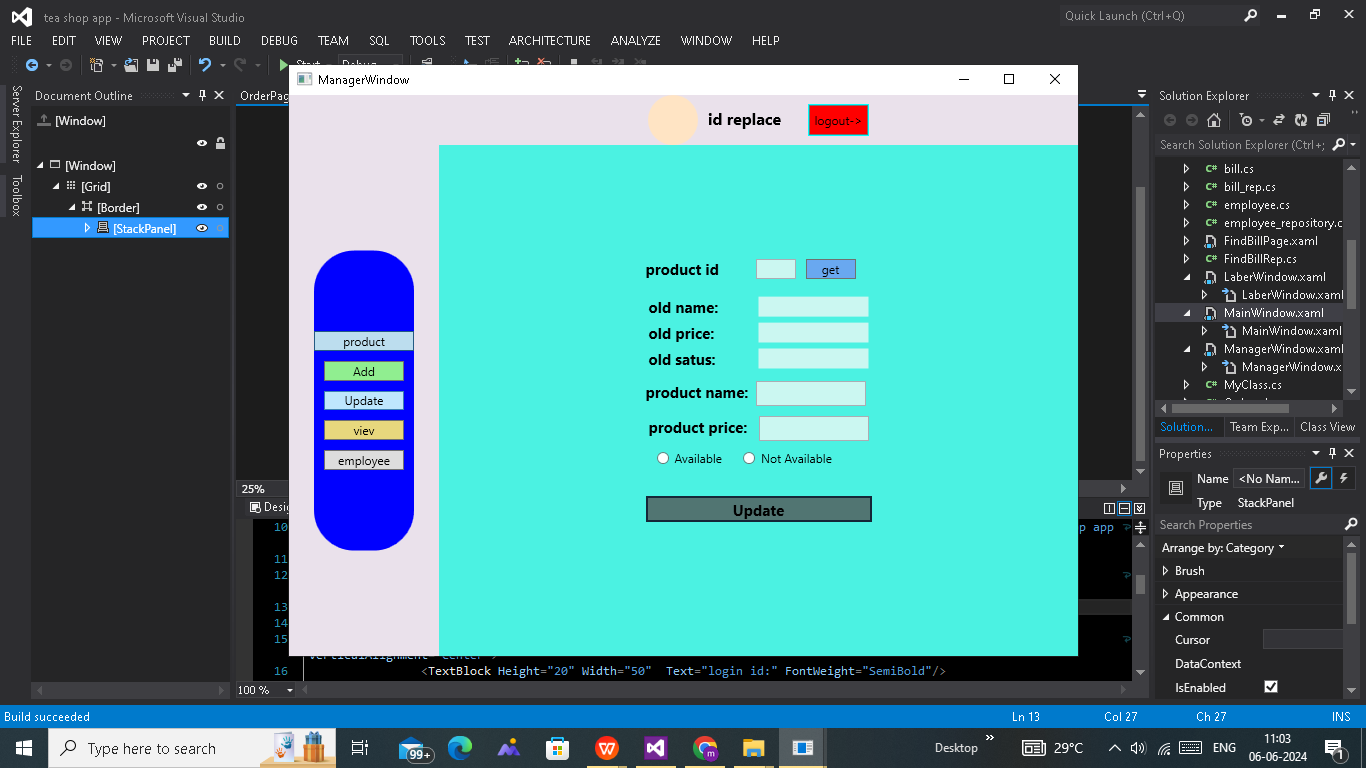 tea shop app - Microsoft Visual Studio
Quick Launch (Ctrl+Q)
FILE EDIT VIEW PROJECT BUILD DEBUG TEAM SQL TOOLS TEST ARCHITECTURE ANALYZE WINDOW HELP
Server Explorer
Toolbox
Document Outline
[Window]
[Window]
[Grid]
[Border]
[StackPanel]
OrderPag
ManagerWindow
id replace
logout->
product
Add
Update
viev
employee
product id
get
old name:
old price:
old satus:
product name:
product price:
Available Not Available
Update
25%
Desig
10
p app
11
12
13
14
15
16 <TextBlock Height="20" Width="50" Text="login id:" FontWeight="SemiBold"/>
100 %
Solution Explorer
Search Solution Explorer (Ctrl+;
bill.cs
bill_rep.cs
employee.cs
employee_repository.c
FindBillPage.xaml
FindBillRep.cs
LaberWindow.xaml
LaberWindow.xaml
MainWindow.xaml
MainWindow.xaml
ManagerWindow.xaml
ManagerWindow.x
MyClass.cs
Solution... Team Exp... Class View
Properties
Name <No Nam...
Type StackPanel
Search Properties
Arrange by: Category
Brush
Appearance
Common
Cursor
DataContext
IsEnabled
Build succeeded
Ln 13 Col 27 Ch 27 INS
Type here to search
99+
m
Desktop
29°C
ENG
11:03
06-06-2024
1